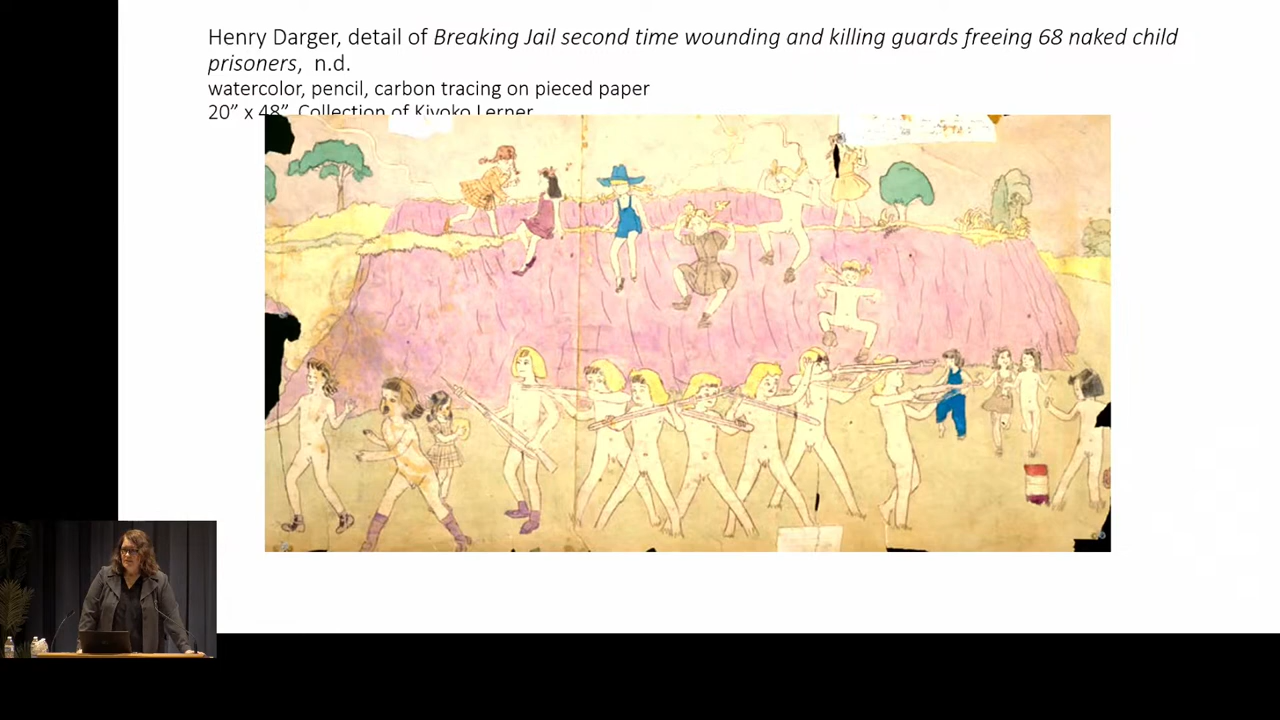 Henry Darger, detail of Breaking Jail second time wounding and killing guards freeing 68 naked child
prisoners, n.d.
watercolor, pencil, carbon tracing on pieced paper
20” x 48”, Collection of Kiyoko Lerner